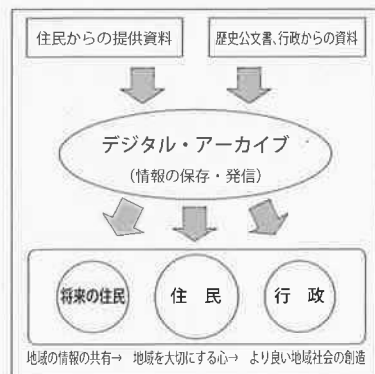 住民からの提供資料
歴史公文書、行政からの資料
デジタル・アーカイブ
(情報の保存・発信)
将来の住民
住　民
行　政
地域の情報の共有→　地域を大切にする心→　より良い地域社会の創造